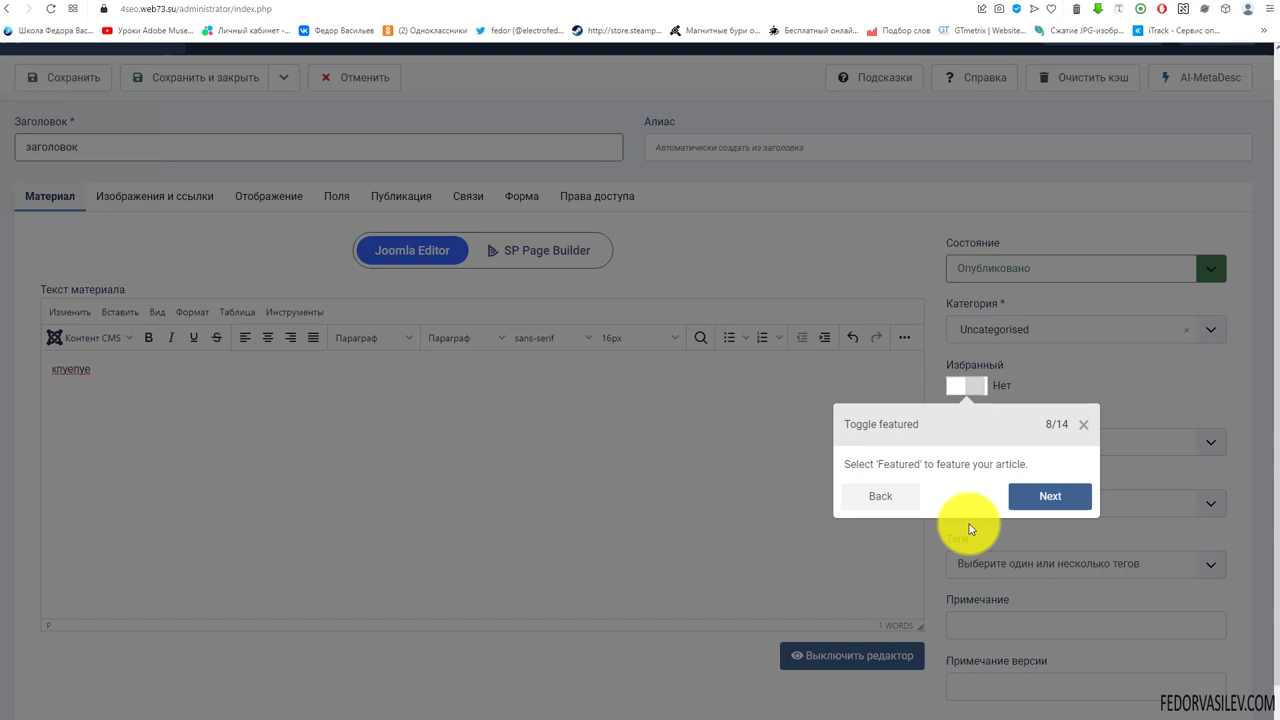 4seo.web73.su/administrator/index.php
Школа Федора Вас...
Уроки Adobe Muse...
Личный кабинет -...
Федор Васильев
(2) Одноклассники
fedor (@electrofed...
http://store.steamp...
Магнитные бури о...
Бесплатный онлай...
Подбор слов
GTmetrix | Website...
Сжатие JPG-изобр...
iTrack - Сервис оп...
Сохранить
Сохранить и закрыть
Отменить
Подсказки
Справка
Очистить кэш
AI-MetaDesc
Заголовок *
Алиас
заголовок
Автоматически создать из заголовка
Материал
Изображения и ссылки
Отображение
Поля
Публикация
Связи
Форма
Права доступа
Joomla Editor
SP Page Builder
Текст материала
Изменить
Вставить
Вид
Формат
Таблица
Инструменты
Контент CMS
B
I
U
S
Параграф
Параграф
sans-serif
16px
кпуепуе
P
1 WORDS
Выключить редактор
Состояние
Опубликовано
Категория *
Uncategorised
Избранный
Нет
Toggle featured
8/14
Select 'Featured' to feature your article.
Back
Next
Теги
Выберите один или несколько тегов
Примечание
Примечание версии
FEDORVASILEV.COM